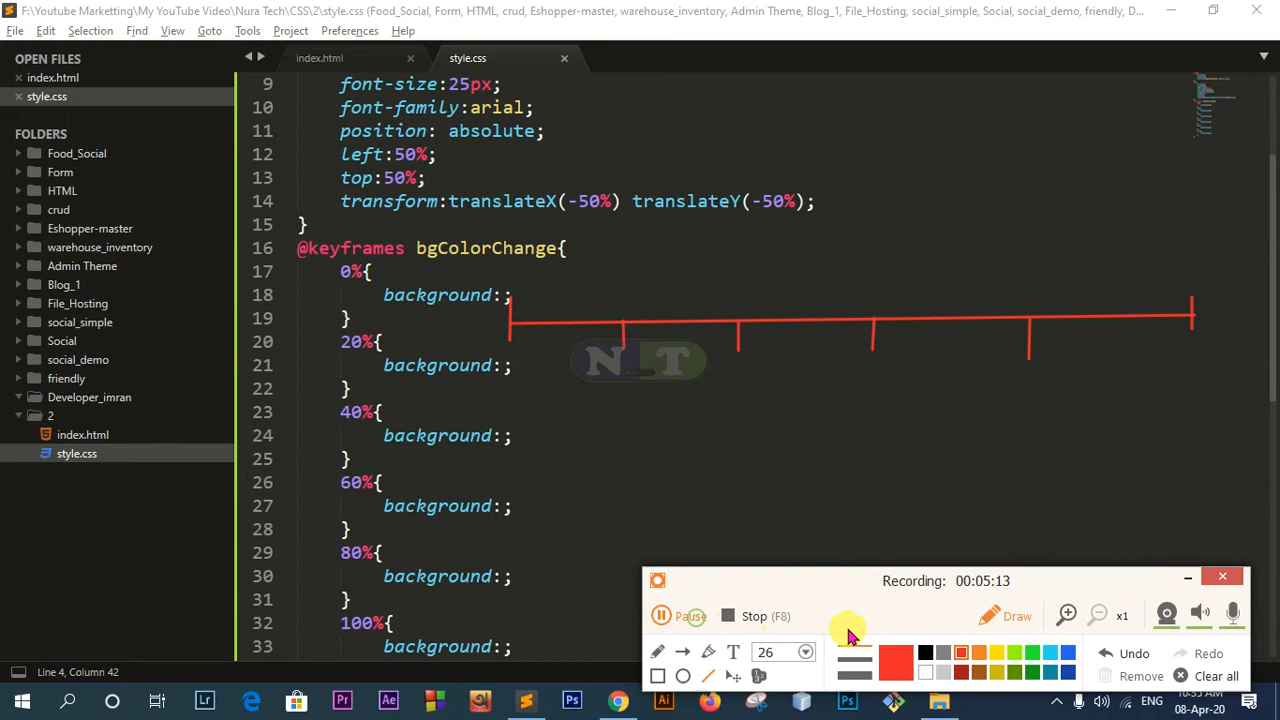 F:\Youtube Marketting\My Youtube Video\Nura Tech\CSS\2\style.css (Food_Social, Form, HTML, crud, Eshopper-master, warehouse_inventory, Admin Theme, Blog_1, File_Hosting, social_simple, Social, social_demo, friendly, D...
File Edit Selection Find View Goto Tools Project Preferences Help
OPEN FILES
index.html
style.css
FOLDERS
Food_Social
Form
HTML
crud
Eshopper-master
warehouse_inventory
Admin Theme
Blog_1
File_Hosting
social_simple
Social
social_demo
friendly
Developer_imran
2
index.html
style.css
index.html style.css
9 font-size:25px;
10 font-family:arial;
11 position: absolute;
12 left:50%;
13 top:50%;
14 transform:translateX(-50%) translateY(-50%);
15 }
16 @keyframes bgColorChange{
17 0%{
18 background:;
19 }
20 20%{
21 background:;
22 }
23 40%{
24 background:;
25 }
26 60%{
27 background:;
28 }
29 80%{
30 background:;
31 }
32 100%{
33 background:;
N T
Recording: 00:05:13
Pause Stop (F8) Draw x1
T 26 Undo Redo
Remove Clear all
Line 4, Column 42
Lr Pr Ae Ps Ai Ps ENG
08-Apr-20